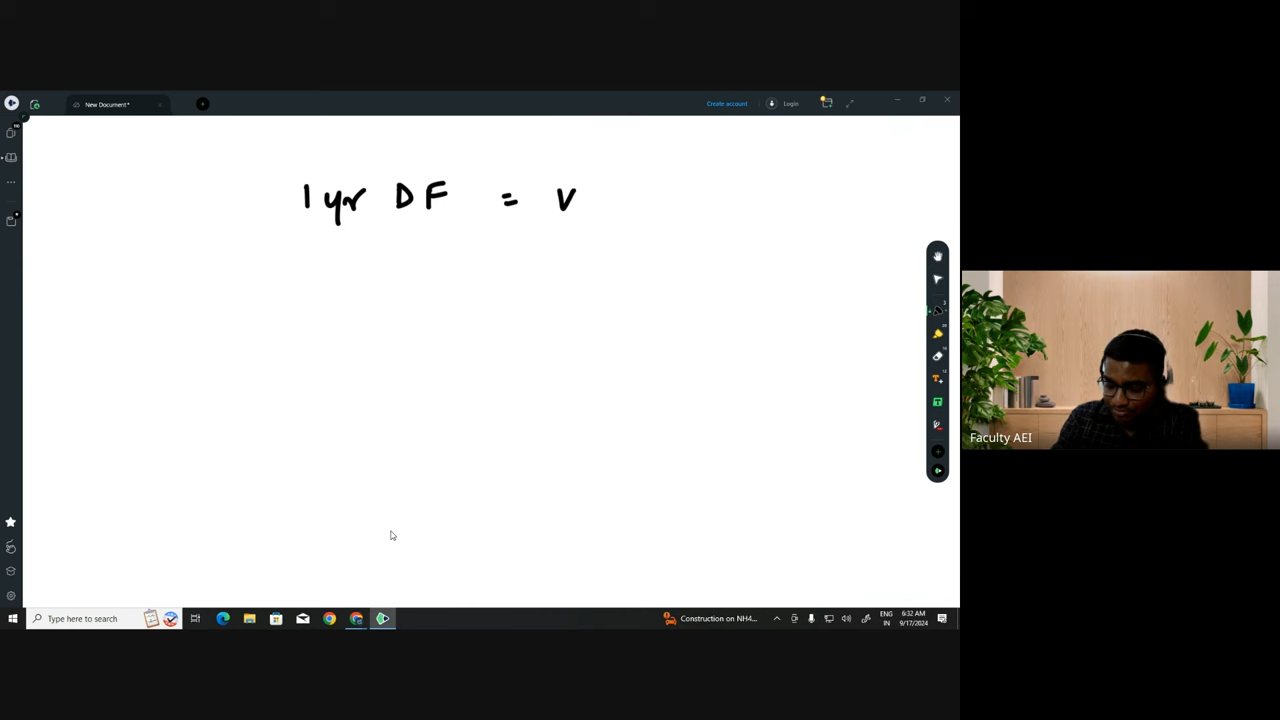 New Document*
Create account
Login
1 yr DF = v
Faculty AEI
Type here to search
Construction on NH4...
ENG
IN
6:32 AM
9/17/2024